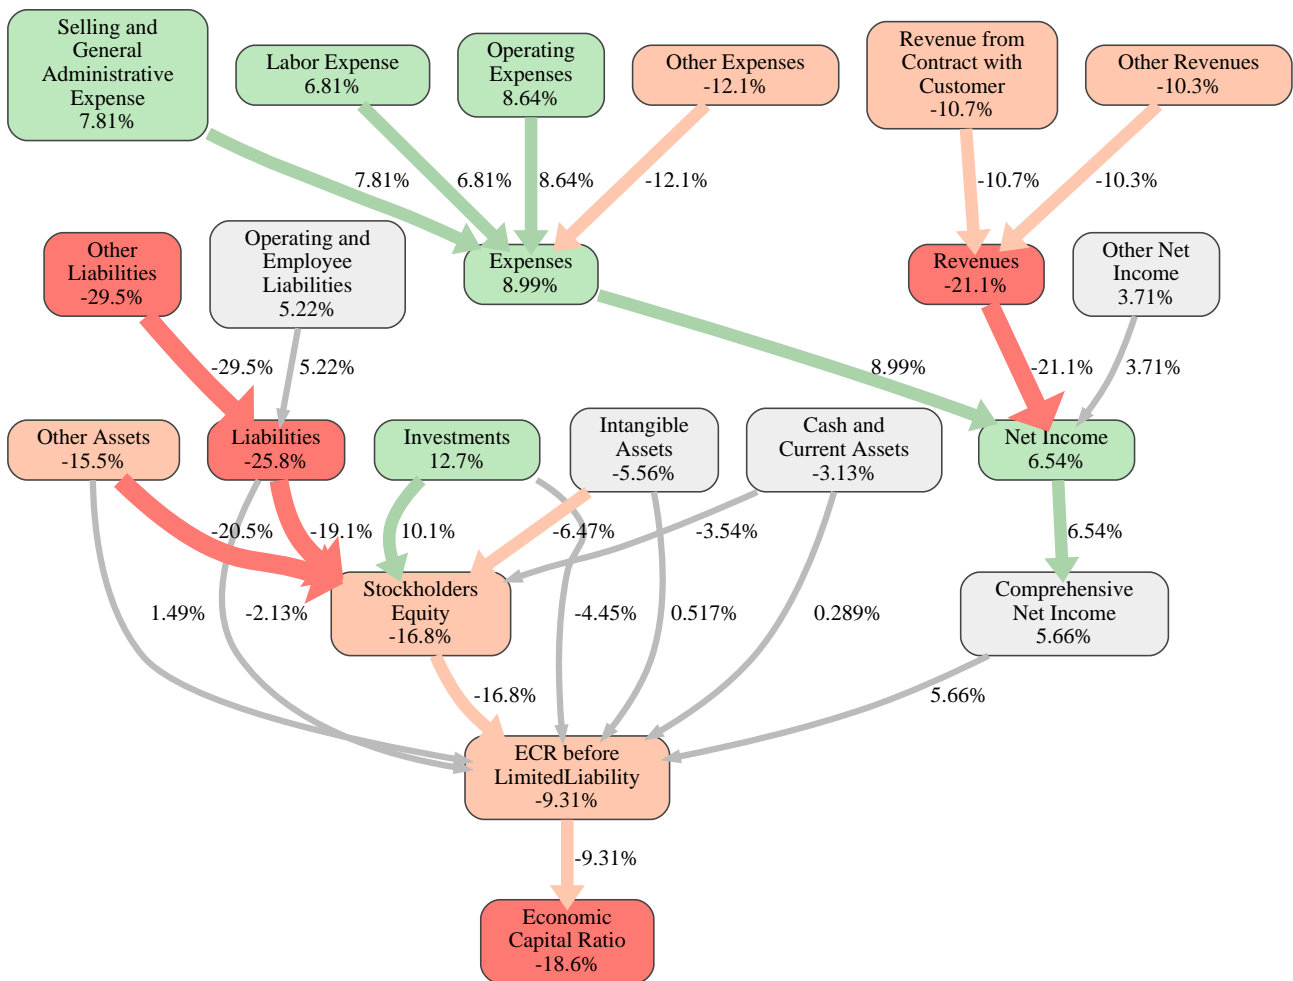 Selling and
General
Administrative
Expense
7.81%
Labor Expense
6.81%
Operating
Expenses
8.64%
Other Expenses
-12.1%
Revenue from
Contract with
Customer
-10.7%
Other Revenues
-10.3%
7.81%
6.81%
8.64%
-12.1%
-10.7%
-10.3%
Other
Liabilities
-29.5%
Operating and
Employee
Liabilities
5.22%
Expenses
8.99%
Revenues
-21.1%
Other Net
Income
3.71%
-29.5%
5.22%
8.99%
-21.1%
3.71%
Other Assets
-15.5%
Liabilities
-25.8%
Investments
12.7%
Intangible
Assets
-5.56%
Cash and
Current Assets
-3.13%
Net Income
6.54%
-20.5%
-19.1%
10.1%
-6.47%
-3.54%
6.54%
Stockholders
Equity
-16.8%
Comprehensive
Net Income
5.66%
1.49%
-2.13%
-4.45%
0.517%
0.289%
-16.8%
5.66%
ECR before
LimitedLiability
-9.31%
-9.31%
Economic
Capital Ratio
-18.6%